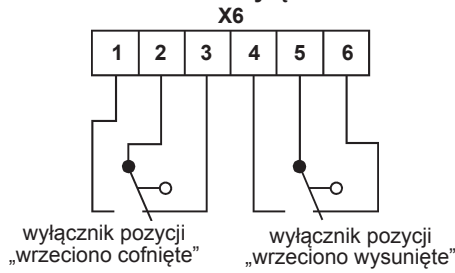 X6
1 2 3 4 5 6
wyłącznik pozycji
„wrzeciono cofnięte”
wyłącznik pozycji
„wrzeciono wysunięte”